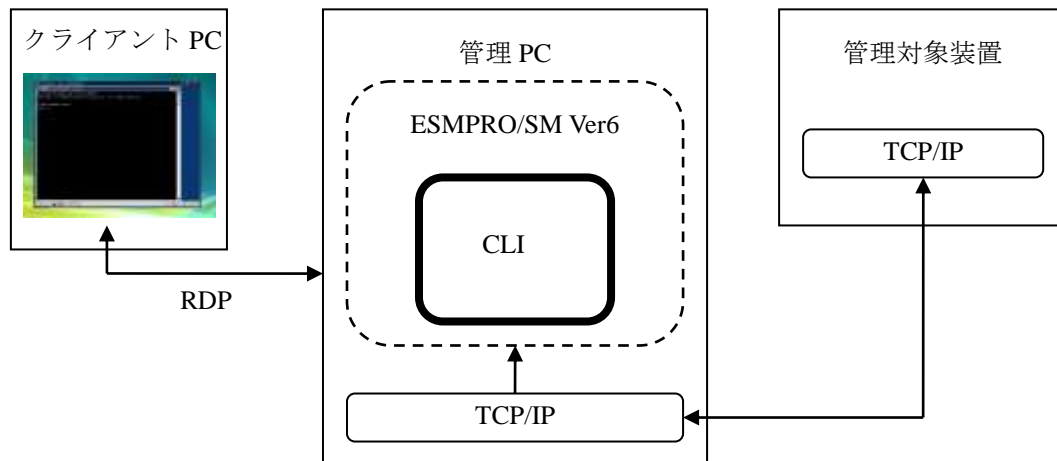 クライアント PC
RDP
管理 PC
ESMPRO/SM Ver6
CLI
TCP/IP
管理対象装置
TCP/IP